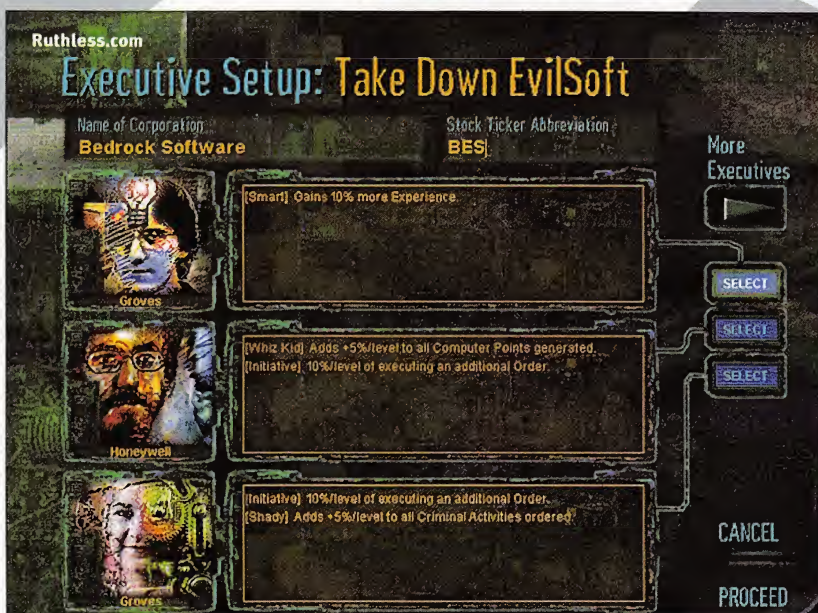 Ruthless.com
Executive Setup: Take Down EvilSoft
Name of Corporation
Stock Ticker Abbreviation
Bedrock Software
BES
More
Executives
[Smart] Gains 10% more Experience.
Groves
SELECT
[Whiz Kid] Adds +5%/level to all Computer Points generated.
[Initiative] 10%/level of executing an additional Order.
Honeywell
SELECT
SELECT
[Initiative] 10%/level of executing an additional Order.
[Shady] Adds +5%/level to all Criminal Activities ordered.
Groves
CANCEL
PROCEED